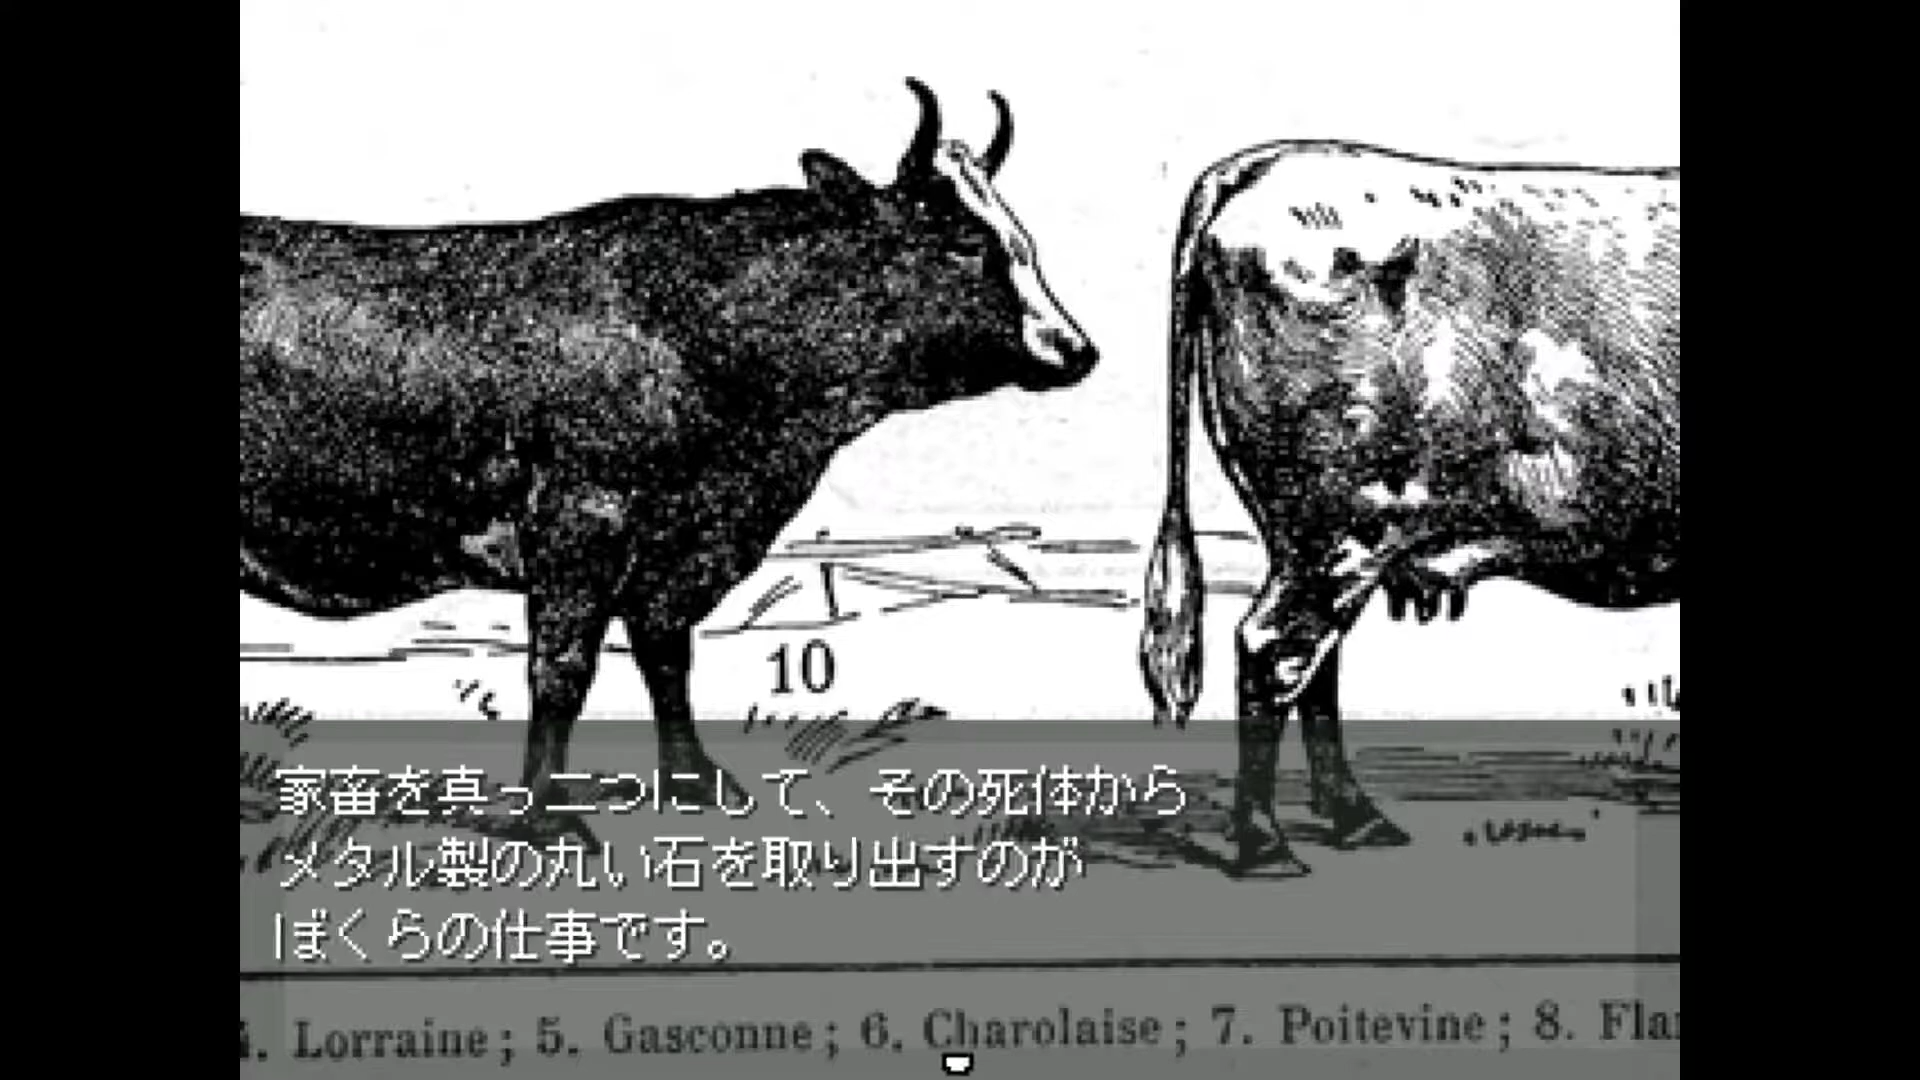 10
家畜を真っ二つにして、その死体から
メタル製の丸い石を取り出すのが
ぼくらの仕事です。
. Lorraine; 5. Gasconne; 6. Charolaise; 7. Poitevine; 8.